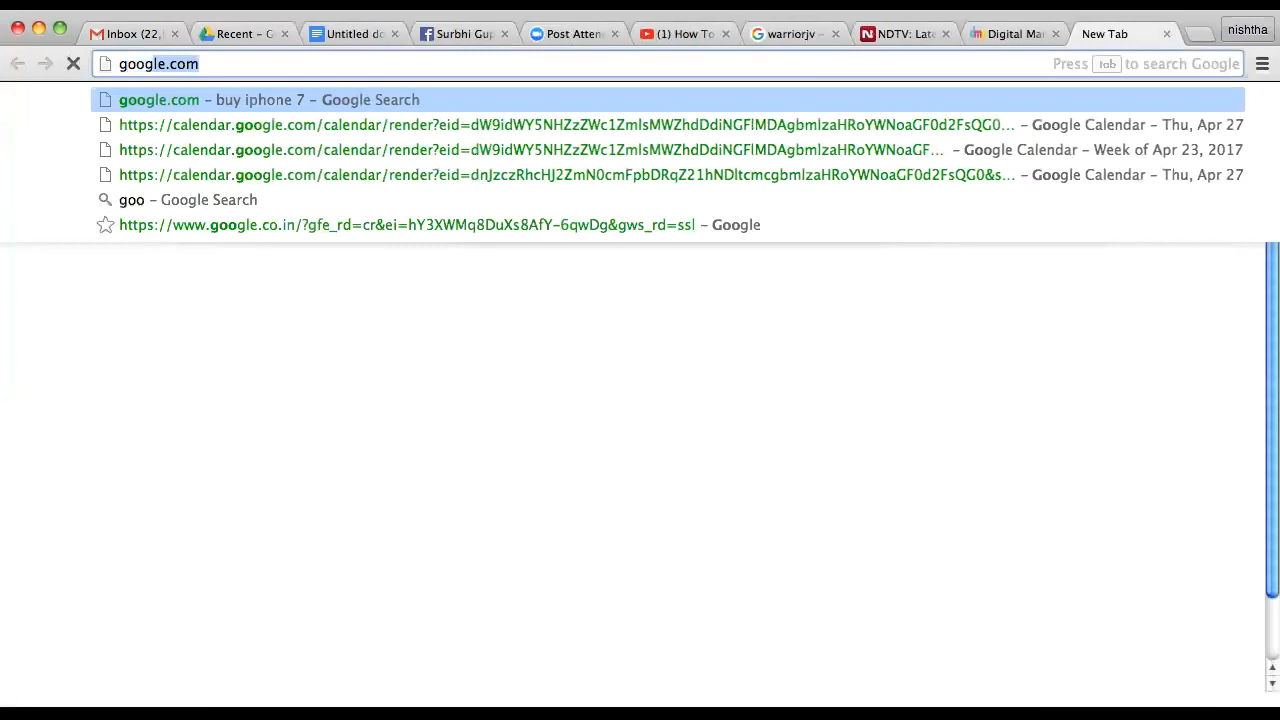 Inbox (22 Recent – Untitled do Surbhi Gup Post Attem (1) How To warriorjv – NDTV: Late Digital Mar New Tab nishtha
google.com Press tab to search Google
google.com – buy iphone 7 – Google Search
https://calendar.google.com/calendar/render?eid=dW9idWY5NHZzZWc1ZmlsMWZhdDdiNGFlMDAgbmlzaHRoYWNoaGF0d2FsQG0... – Google Calendar – Thu, Apr 27
https://calendar.google.com/calendar/render?eid=dW9idWY5NHZzZWc1ZmlsMWZhdDdiNGFlMDAgbmlzaHRoYWNoaGF... – Google Calendar – Week of Apr 23, 2017
https://calendar.google.com/calendar/render?eid=dnJzczRhcHJ2ZmN0cmFpbDRqZ21hNDltcmcgbmlzaHRoYWNoaGF0d2FsQG0&s... – Google Calendar – Thu, Apr 27
goo – Google Search
https://www.google.co.in/?gfe_rd=cr&ei=hY3XWMq8DuXs8AfY-6qwDg&gws_rd=ssl – Google